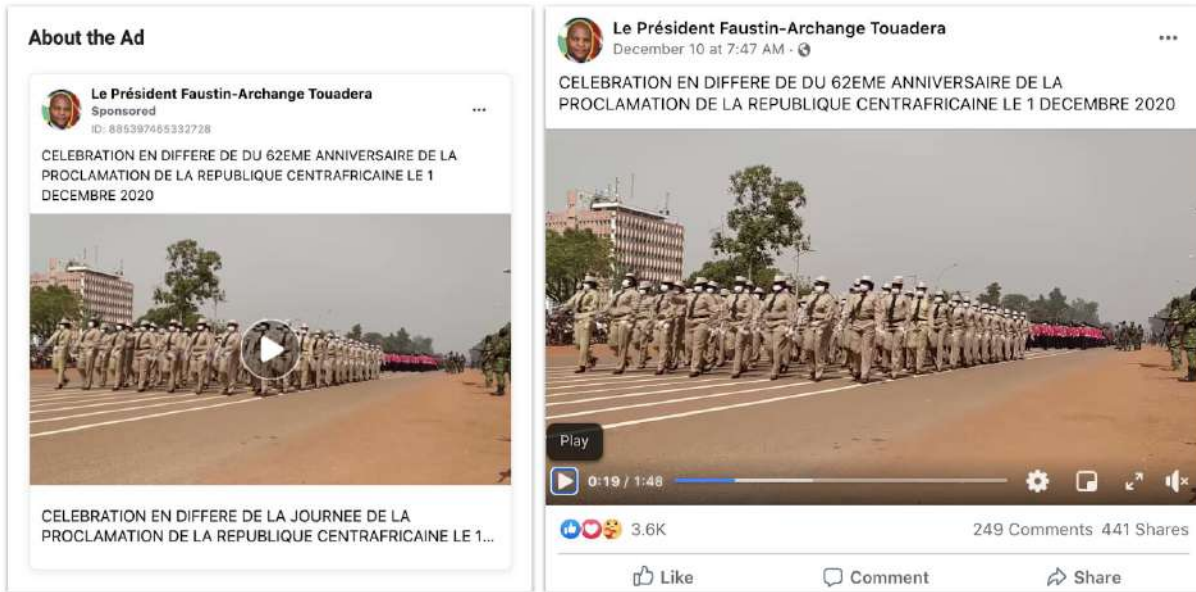 About the Ad
Le Président Faustin-Archange Touadera
Sponsored
ID: 885397465332728
CELEBRATION EN DIFFERE DE DU 62EME ANNIVERSAIRE DE LA
PROCLAMATION DE LA REPUBLIQUE CENTRAFRICAINE LE 1
DECEMBRE 2020
CELEBRATION EN DIFFERE DE LA JOURNEE DE LA
PROCLAMATION DE LA REPUBLIQUE CENTRAFRICAINE LE 1...
Le Président Faustin-Archange Touadera
December 10 at 7:47 AM ·
CELEBRATION EN DIFFERE DE DU 62EME ANNIVERSAIRE DE LA
PROCLAMATION DE LA REPUBLIQUE CENTRAFRICAINE LE 1 DECEMBRE 2020
Play
0:19 / 1:48
3.6K 249 Comments 441 Shares
Like Comment Share